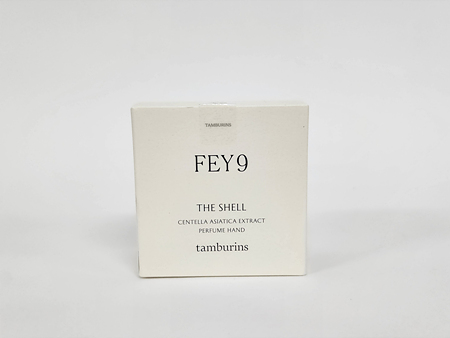 TAMBURINS
FEY9
THE SHELL
CENTELLA ASIATICA EXTRACT
PERFUME HAND
tamburins